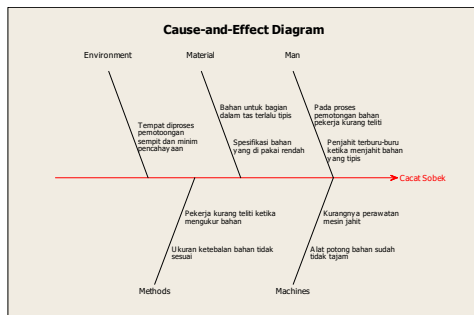 Cause-and-Effect Diagram
Environment
Material
Man
Bahan untuk bagian
dalam tas terlalu tipis
Pada proses
pemotongan bahan
pekerja kurang teliti
Tempat diproses
pemotoongan
sempit dan minim
pencahayaan
Spesifikasi bahan
yang di pakai rendah
Penjahit terburu-buru
ketika menjahit bahan
yang tipis
Cacat Sobek
Pekerja kurang teliti ketika
mengukur bahan
Kurangnya perawatan
mesin jahit
Ukuran ketebalan bahan tidak
sesuai
Alat potong bahan sudah
tidak tajam
Methods
Machines